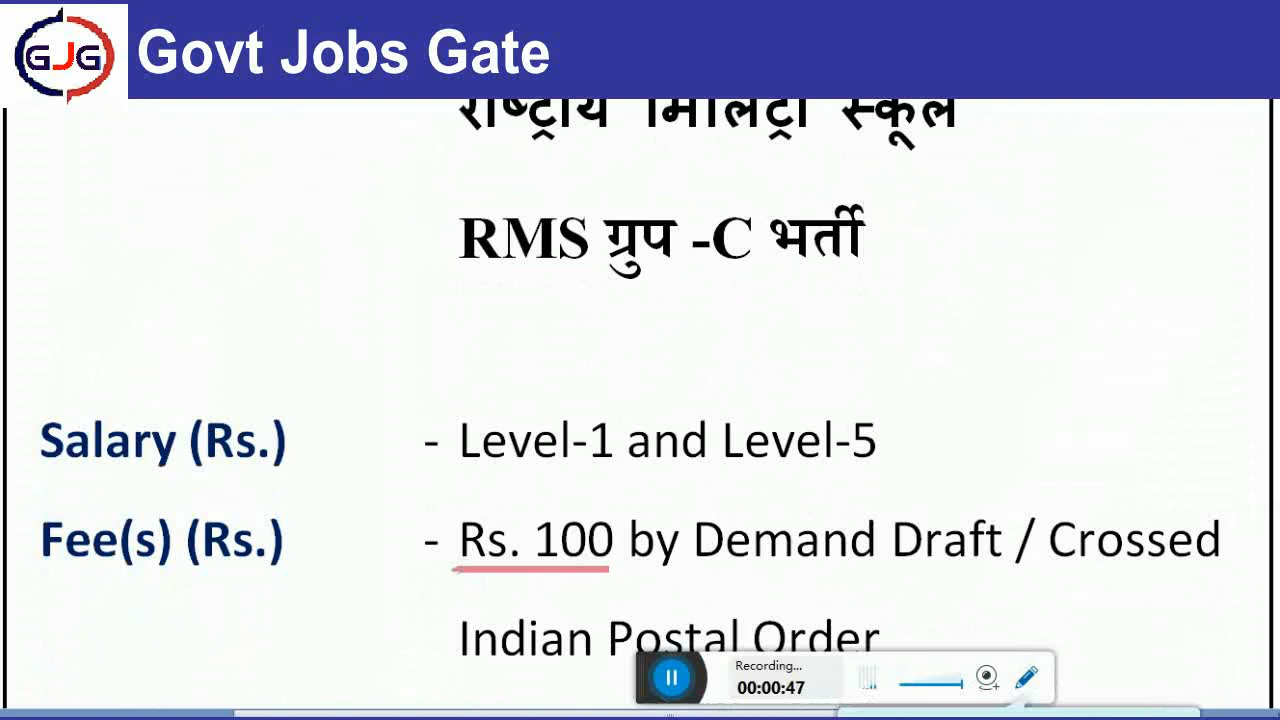 GJG Govt Jobs Gate
राष्ट्रीय मिलिट्री स्कूल
RMS ग्रुप -C भर्ती
Salary (Rs.) - Level-1 and Level-5
Fee(s) (Rs.) - Rs. 100 by Demand Draft / Crossed
Indian Postal Order
Recording...
00:00:47